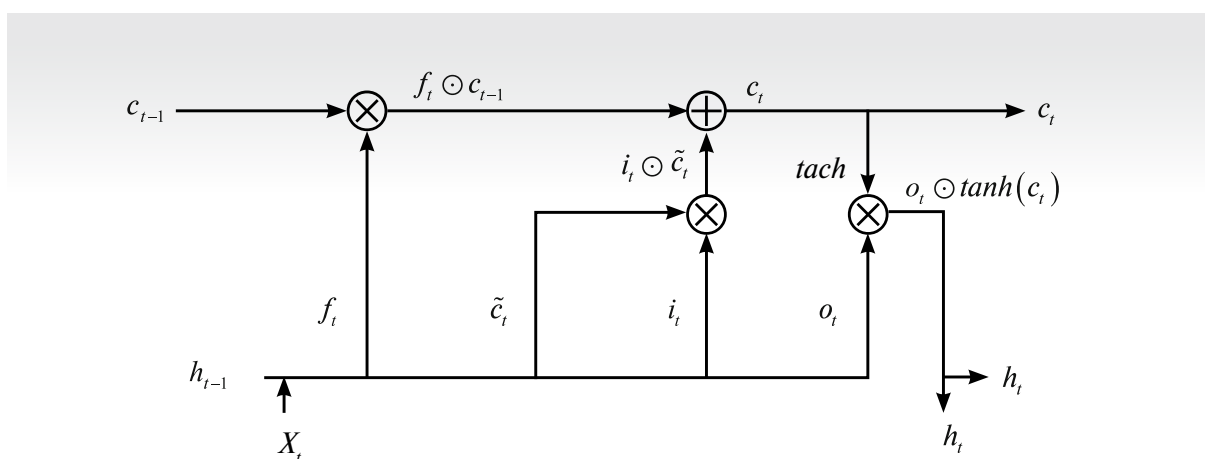 f_t ⊙ c_{t−1}
c_t
c_{t−1}
c_t
i_t ⊙ c̃_t
tach
o_t ⊙ tanh(c_t)
f_t
c̃_t
i_t
o_t
h_{t−1}
h_t
X_t
h_t